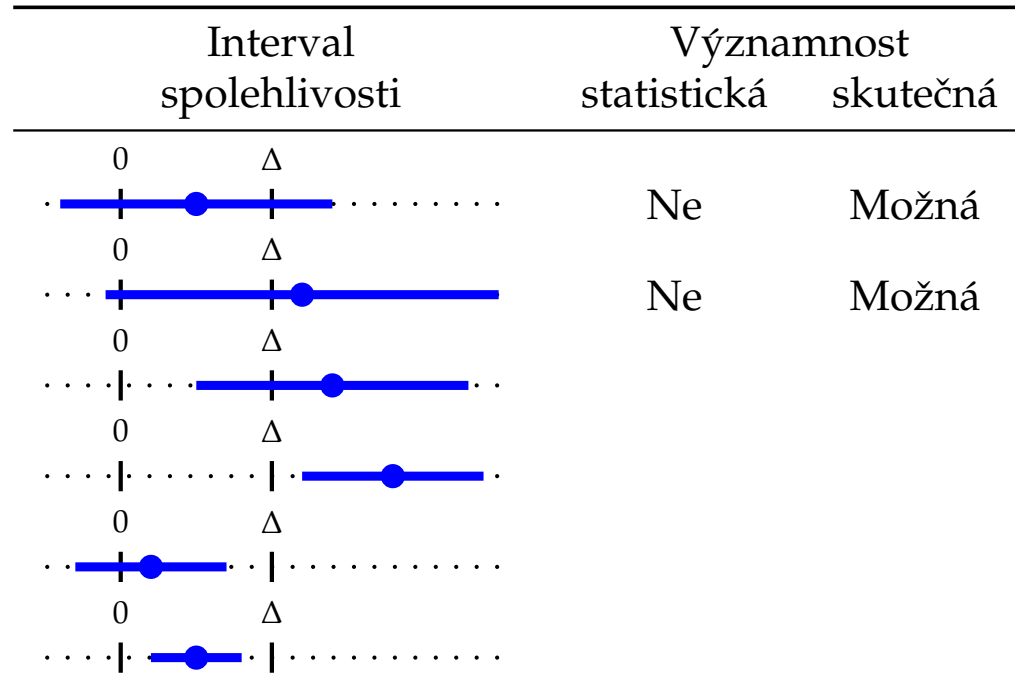 Interval Významnost
spolehlivosti statistická skutečná
0 Δ
Ne Možná
0 Δ
Ne Možná
0 Δ
0 Δ
0 Δ
0 Δ